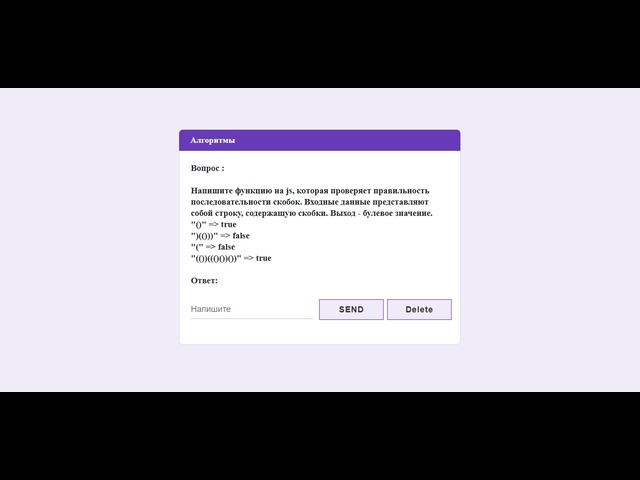 Алгоритмы
Вопрос :
Напишите функцию на js, которая проверяет правильность
последовательности скобок. Входные данные представляют
собой строку, содержащую скобки. Выход - булевое значение.
"()" => true
")(()))" => false
"(" => false
"(())((()())())" => true
Ответ:
Напишите SEND Delete